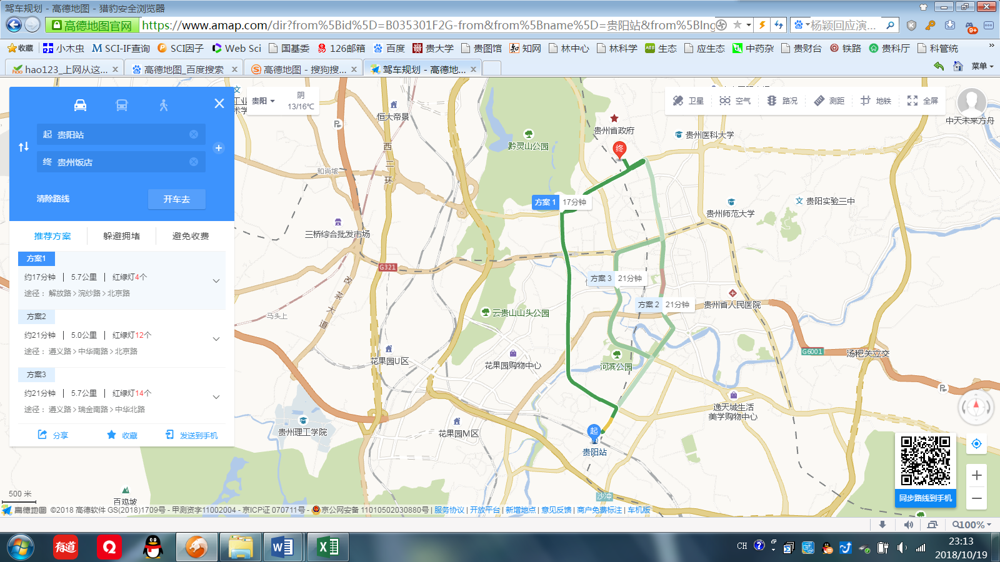 驾车规划 - 高德地图 - 猎豹安全浏览器
高德地图官网 https://www.amap.com/dir?from%5Bid%5D=B035301F2G-from&from%5Bname%5D=贵阳站&from%5Blng 杨颖回应演...
收藏 小木虫 SCI-IF查询 SCI因子 Web Sci 国基委 126邮箱 百度 贵大学 贵图馆 知网 林中心 林科学 生态 应生态 中药杂 贵财台 铁路 贵科厅 科管统 »
hao123_上网从这... 高德地图_百度搜索 高德地图 - 搜狗搜... 驾车规划 - 高德地... 菜单
贵阳 阴
13/16℃
卫星 空气 路况 测距 地铁 全屏
起 贵阳站
终 贵州饭店
清除路线 开车去
推荐方案 躲避拥堵 避免收费
方案1
约17分钟 | 5.7公里 | 红绿灯4个
途径：解放路>浣纱路>北京路
方案2
约21分钟 | 5.0公里 | 红绿灯12个
途径：遵义路>中华南路>北京路
方案3
约21分钟 | 5.7公里 | 红绿灯14个
途径：遵义路>瑞金南路>中华北路
分享 收藏 发送到手机
恒大帝景
贵州省政府
贵州医科大学
中天未来方舟
黔灵山公园
西二环
和尚坡
终
方案 1 17分钟
贵州师范大学
文 贵阳实验三中
三桥综合批发市场
G321
方案 3 21分钟
方案 2 21分钟
贵州省人民医院
改茶大道
马头上
云贵山山头公园
G6001
汤粑关立交
花果园U区
花果园购物中心
河滨公园
逸天城生活
美学购物中心
贵州理工学院
花果园M区
起
贵阳站
沙冲
百鸡坡
500 米
同步路线到手机
高德地图 ©2018 高德软件 GS(2018)1709号 - 甲测资字11002004 - 京ICP证 070711号 - 京公网安备 11010502030880号 | 服务协议 | 开放平台 | 新增地点 | 意见反馈 | 商户免费标注 | 车机版
100%
有道
CH
23:13
2018/10/19